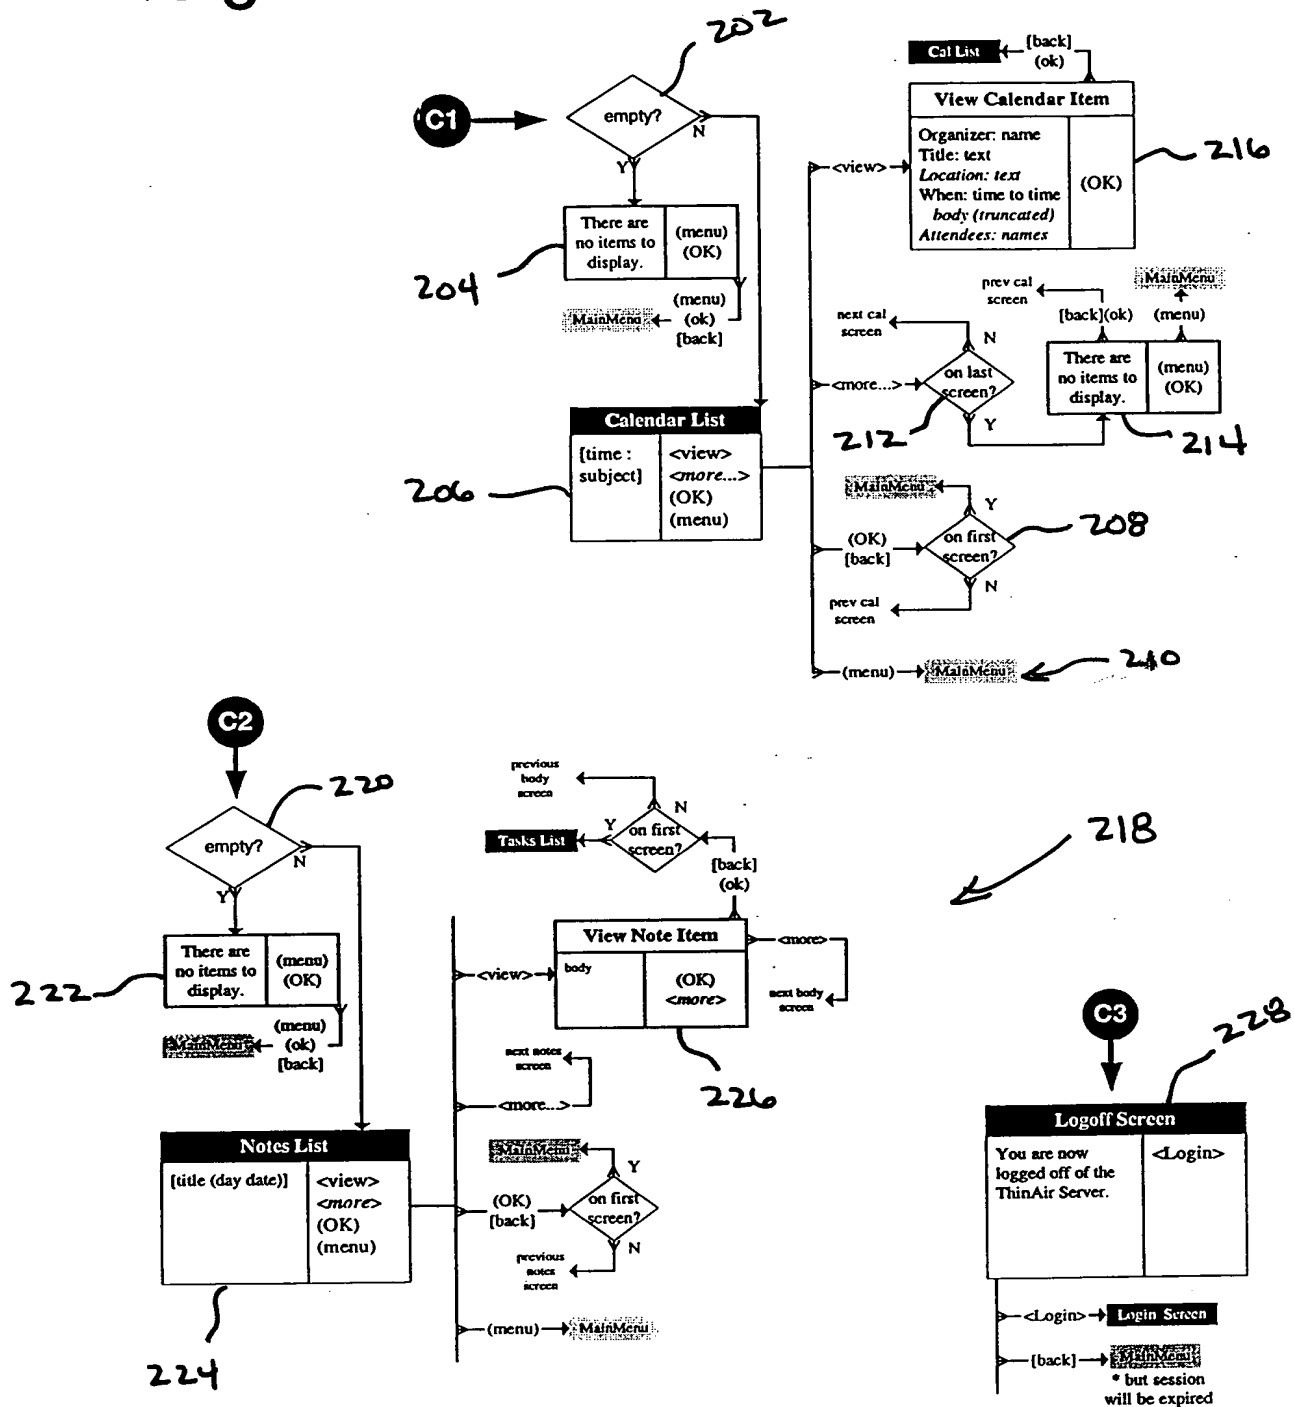 202
C1
empty?
N
Y
There are
no items to
display.
(menu)
(OK)
204
MainMenu
(menu)
(ok)
[back]
Calendar List
[time :
subject]
<view>
<more...>
(OK)
(menu)
206
Cal List
[back]
(ok)
<view>
View Calendar Item
Organizer: name
Title: text
Location: text
When: time to time
body (truncated)
Attendees: names
(OK)
216
next cal
screen
N
<more...>
on last
screen?
Y
212
prev cal
screen
[back](ok)
MainMenu
(menu)
There are
no items to
display.
(menu)
(OK)
214
MainMenu
Y
(OK)
[back]
on first
screen?
N
208
prev cal
screen
(menu)
MainMenu
210
C2
220
empty?
N
Y
There are
no items to
display.
(menu)
(OK)
222
MainMenu
(menu)
(ok)
[back]
Notes List
[title (day date)]
<view>
<more>
(OK)
(menu)
224
previous
body
screen
N
Y
Tasks List
on first
screen?
[back]
(ok)
<view>
View Note Item
body
(OK)
<more>
<more>
next body
screen
226
next notes
screen
<more...>
MainMenu
Y
(OK)
[back]
on first
screen?
N
previous
notes
screen
(menu)
MainMenu
218
C3
228
Logoff Screen
You are now
logged off of the
ThinAir Server.
<Login>
<Login>
Login Screen
[back]
MainMenu
* but session
will be expired